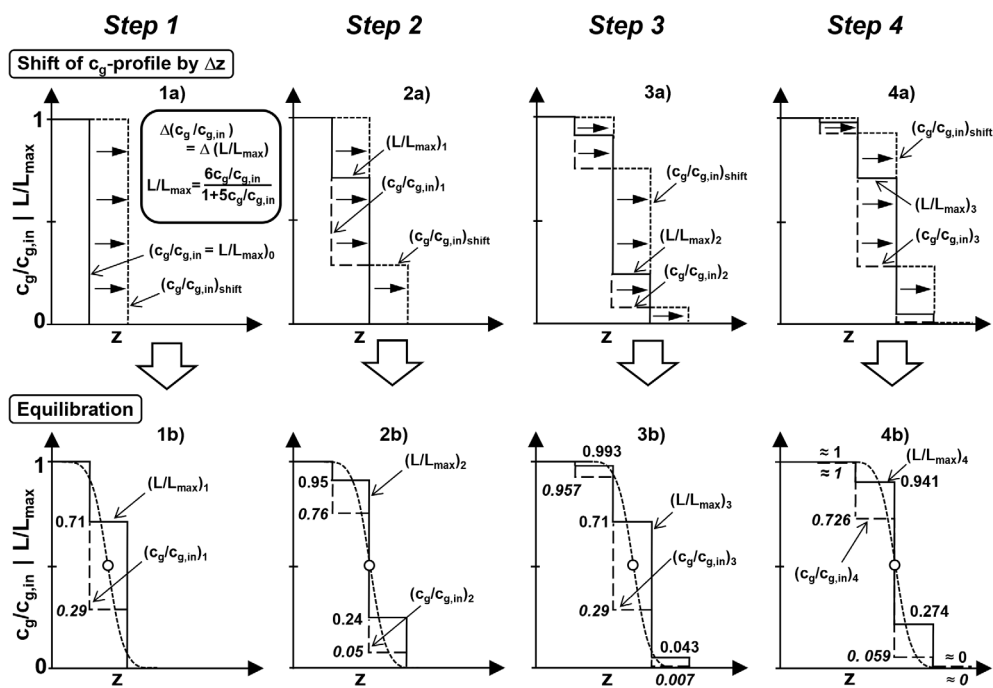 Step 1
Step 2
Step 3
Step 4
Shift of cg-profile by Δz
1a)
2a)
3a)
4a)
cg/cg,in | L/Lmax
1
0
Δ(cg /cg,in)
= Δ (L/Lmax)
L/Lmax= 6cg/cg,in
1+5cg/cg,in
(cg/cg,in = L/Lmax)0
(cg/cg,in)shift
z
(L/Lmax)1
(cg/cg,in)1
(cg/cg,in)shift
z
(cg/cg,in)shift
(L/Lmax)2
(cg/cg,in)2
z
(cg/cg,in)shift
(L/Lmax)3
(cg/cg,in)3
z
Equilibration
1b)
2b)
3b)
4b)
cg/cg,in | L/Lmax
1
0
(L/Lmax)1
0.71
(cg/cg,in)1
0.29
z
(L/Lmax)2
0.95
0.76
0.24
(cg/cg,in)2
0.05
z
0.993
0.957
(L/Lmax)3
0.71
(cg/cg,in)3
0.29
0.043
0.007
z
≈ 1
≈ 1
(L/Lmax)4
0.941
0.726
(cg/cg,in)4
0.274
0. 059
≈ 0
≈ 0
z